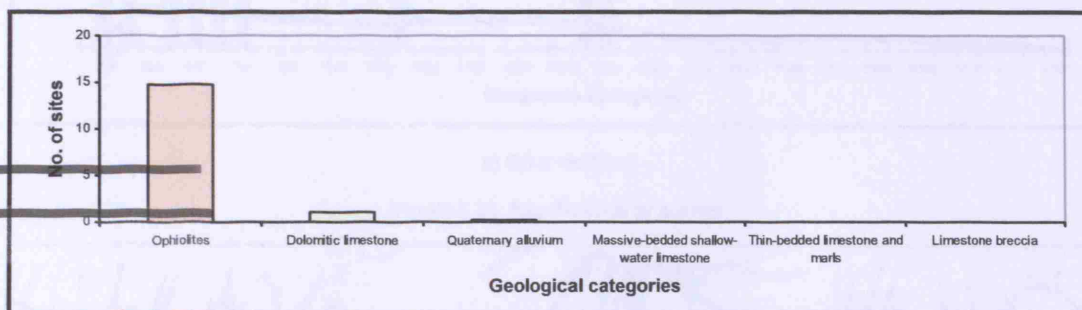 20
15
10
5
0
No. of sites
Ophiolites
Dolomitic limestone
Quaternary alluvium
Massive-bedded shallow-
water limestone
Thin-bedded limestone and
marls
Limestone breccia
Geological categories